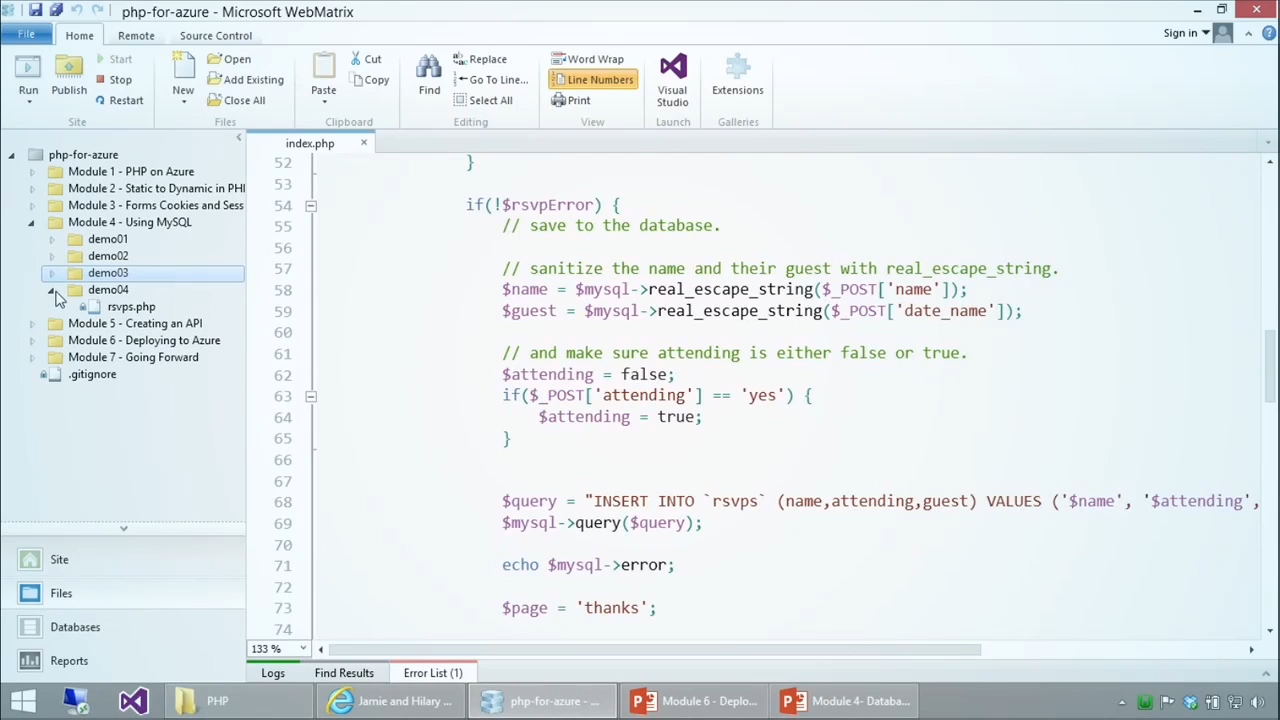 php-for-azure - Microsoft WebMatrix
File
Home
Remote
Source Control
Sign in
Run
Publish
Start
Stop
Restart
Site
New
Open
Add Existing
Close All
Files
Paste
Cut
Copy
Clipboard
Find
Replace
Go To Line...
Select All
Editing
Word Wrap
Line Numbers
Print
View
Visual Studio
Launch
Extensions
Galleries
php-for-azure
Module 1 - PHP on Azure
Module 2 - Static to Dynamic in PHI
Module 3 - Forms Cookies and Sess
Module 4 - Using MySQL
demo01
demo02
demo03
demo04
rsvps.php
Module 5 - Creating an API
Module 6 - Deploying to Azure
Module 7 - Going Forward
.gitignore
Site
Files
Databases
Reports
index.php
52 }
53
54 if(!$rsvpError) {
55 // save to the database.
56
57 // sanitize the name and their guest with real_escape_string.
58 $name = $mysql->real_escape_string($_POST['name']);
59 $guest = $mysql->real_escape_string($_POST['date_name']);
60
61 // and make sure attending is either false or true.
62 $attending = false;
63 if($_POST['attending'] == 'yes') {
64 $attending = true;
65 }
66
67
68 $query = "INSERT INTO `rsvps` (name,attending,guest) VALUES ('$name', '$attending',
69 $mysql->query($query);
70
71 echo $mysql->error;
72
73 $page = 'thanks';
74
133 %
Logs
Find Results
Error List (1)
PHP
Jamie and Hilary ...
php-for-azure - ...
Module 6 - Deplo...
Module 4- Databa...